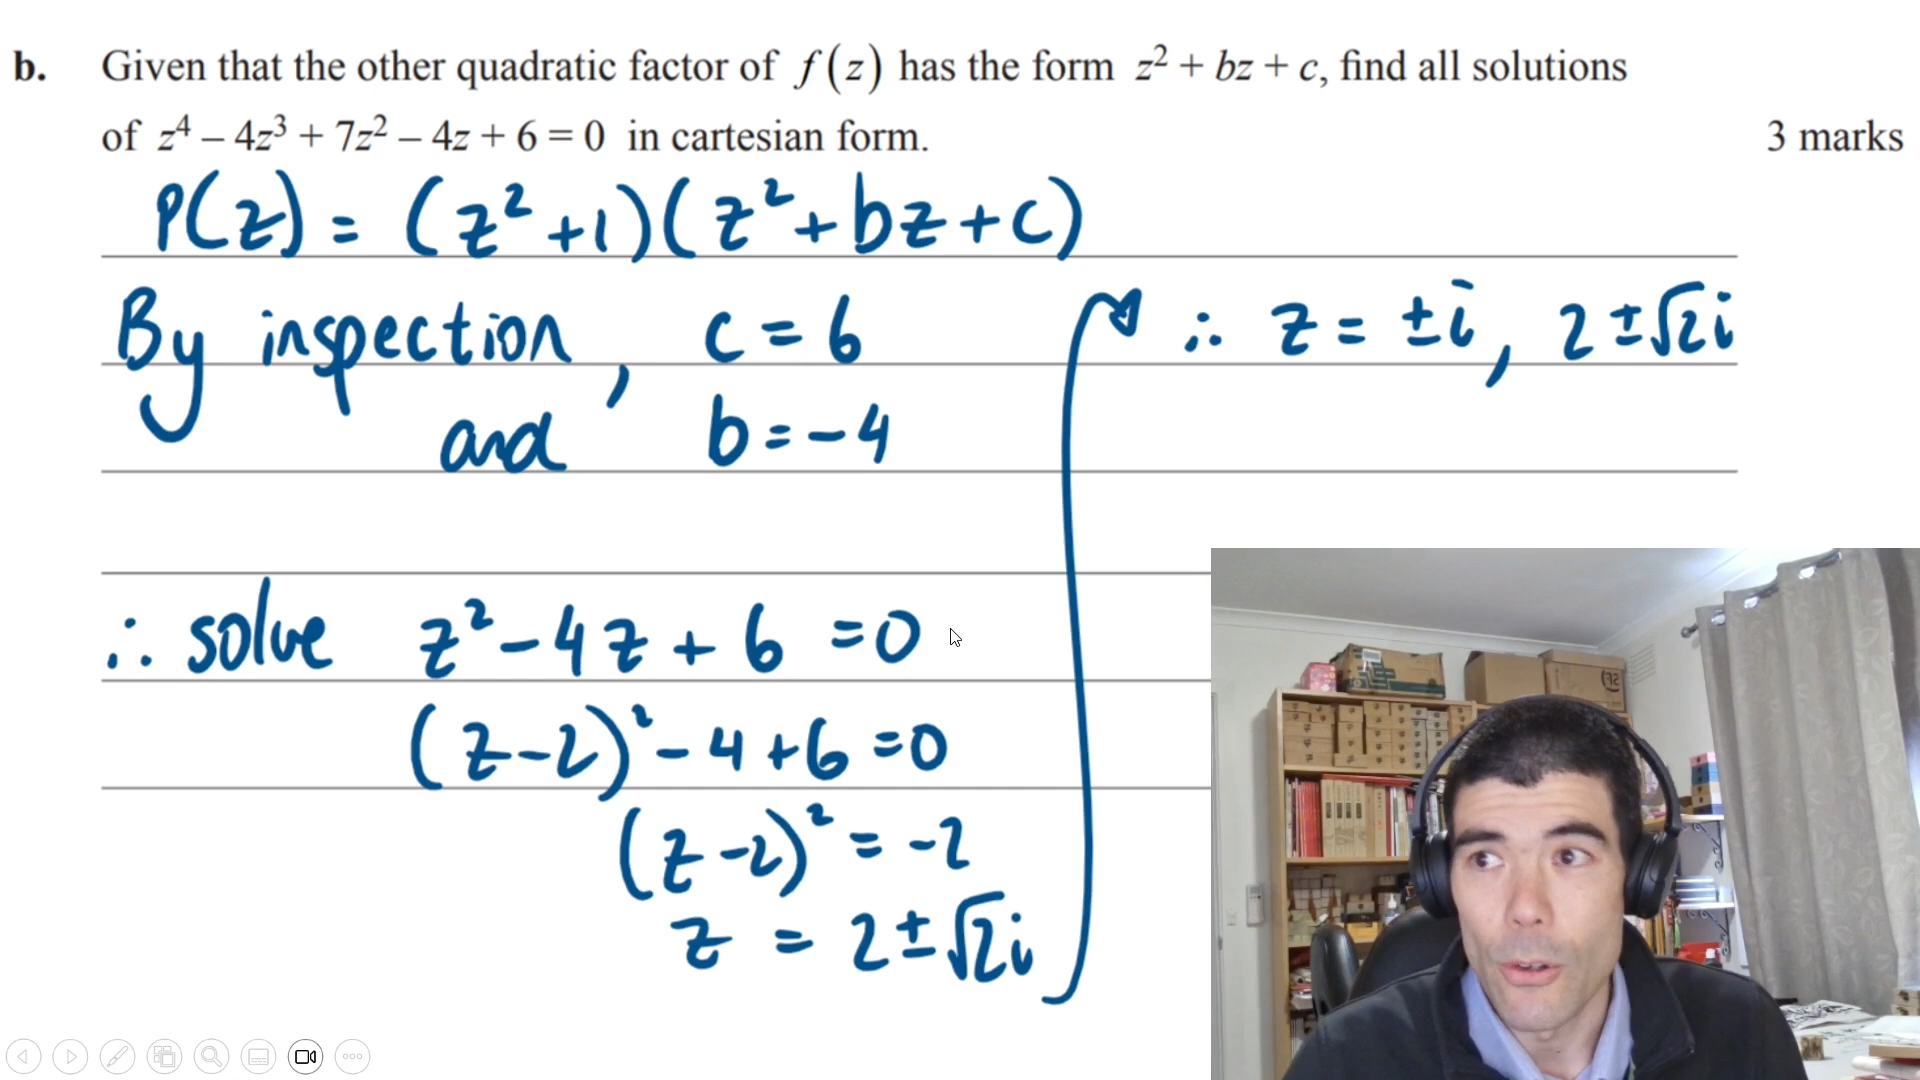 b. Given that the other quadratic factor of f(z) has the form z² + bz + c, find all solutions
of z⁴ – 4z³ + 7z² – 4z + 6 = 0 in cartesian form. 3 marks
P(z) = (z² + 1)(z² + bz + c)
By inspection, c = 6
and b = -4
∴ solve z² - 4z + 6 = 0
(z - 2)² - 4 + 6 = 0
(z - 2)² = -2
z = 2 ± √2i
∴ z = ±i, 2 ± √2i